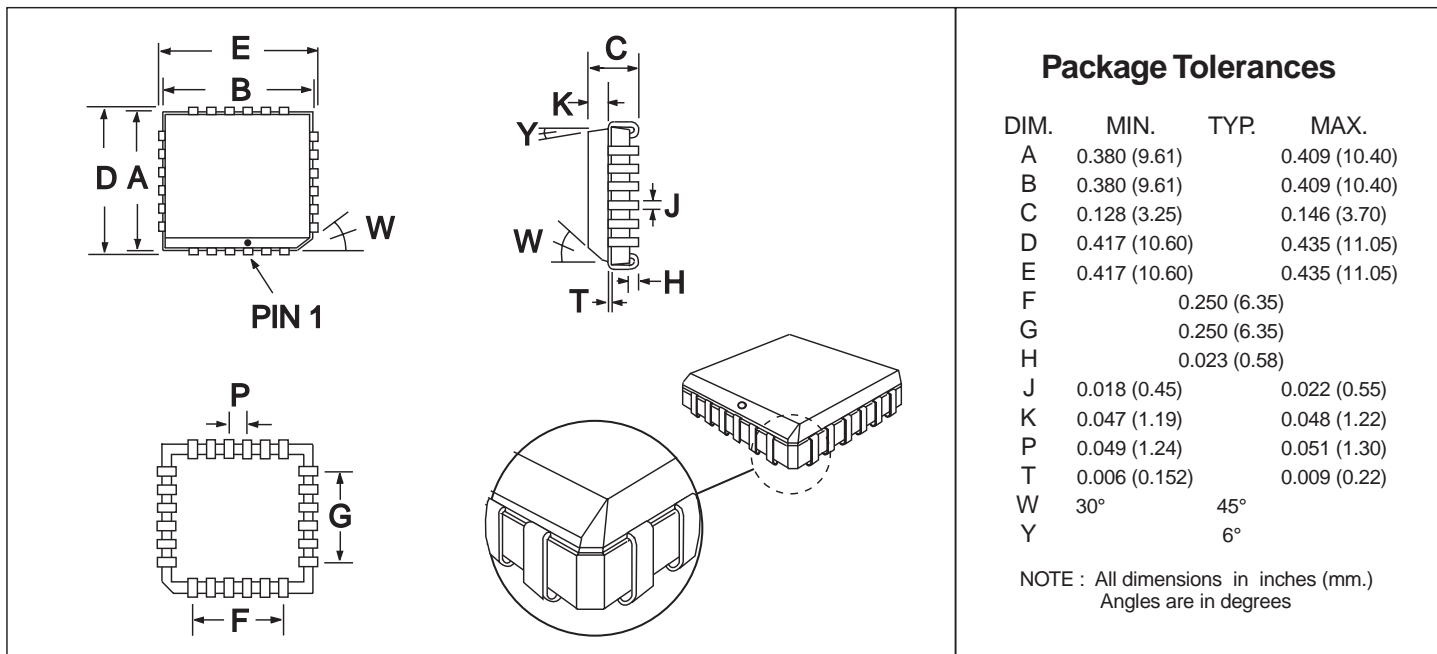 E
B
D A
W
PIN 1
C
K
Y
J
W
H
T
P
G
F
Package Tolerances
DIM. MIN. TYP. MAX.
A 0.380 (9.61) 0.409 (10.40)
B 0.380 (9.61) 0.409 (10.40)
C 0.128 (3.25) 0.146 (3.70)
D 0.417 (10.60) 0.435 (11.05)
E 0.417 (10.60) 0.435 (11.05)
F 0.250 (6.35)
G 0.250 (6.35)
H 0.023 (0.58)
J 0.018 (0.45) 0.022 (0.55)
K 0.047 (1.19) 0.048 (1.22)
P 0.049 (1.24) 0.051 (1.30)
T 0.006 (0.152) 0.009 (0.22)
W 30° 45°
Y 6°
NOTE : All dimensions in inches (mm.)
Angles are in degrees